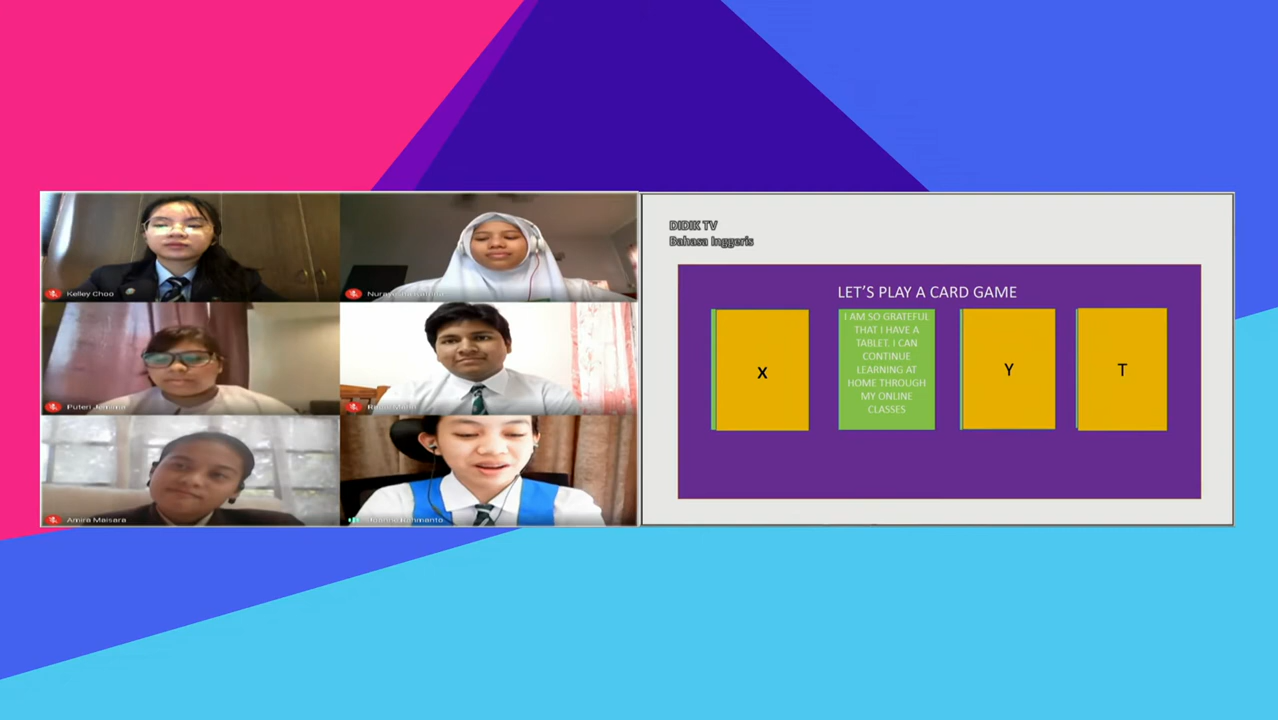 Kelley Choo
Puteri
Amira Maisara
DIDIK TV
Bahasa Inggeris
LET'S PLAY A CARD GAME
X
I AM SO GRATEFUL
THAT I HAVE A
TABLET. I CAN
CONTINUE
LEARNING AT
HOME THROUGH
MY ONLINE
CLASSES
Y
T